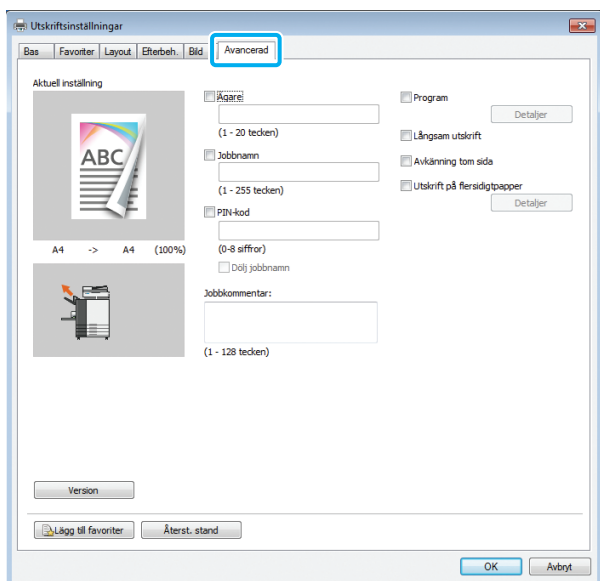 Utskriftsinställningar
Bas Favoriter Layout Efterbeh. Bild Avancerad
Aktuell inställning
ABC
A4 -> A4 (100%)
Ägare
(1 - 20 tecken)
Jobbnamn
(1 - 255 tecken)
PIN-kod
(0-8 siffror)
Dölj jobbnamn
Jobbkommentar:
(1 - 128 tecken)
Program
Detaljer
Långsam utskrift
Avkänning tom sida
Utskrift på flersidigtpapper
Detaljer
Version
Lägg till favoriter Återst. stand
OK Avbryt